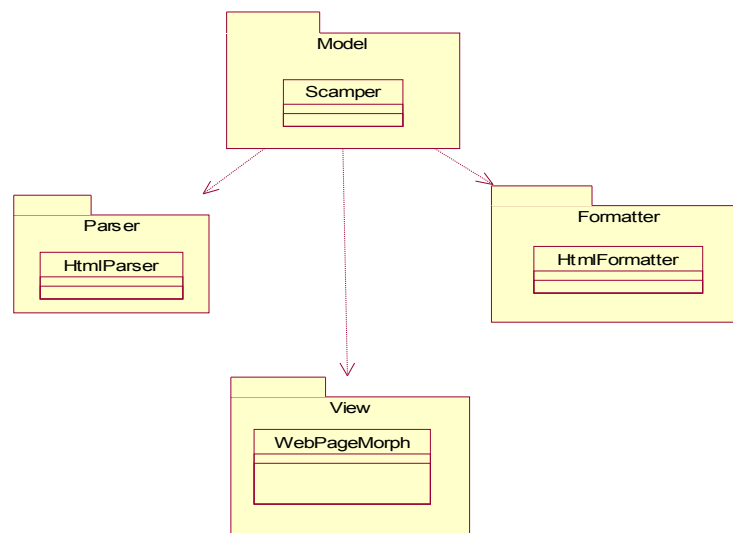 Model
Scamper
Parser
HtmlParser
Formatter
HtmlFormatter
View
WebPageMorph